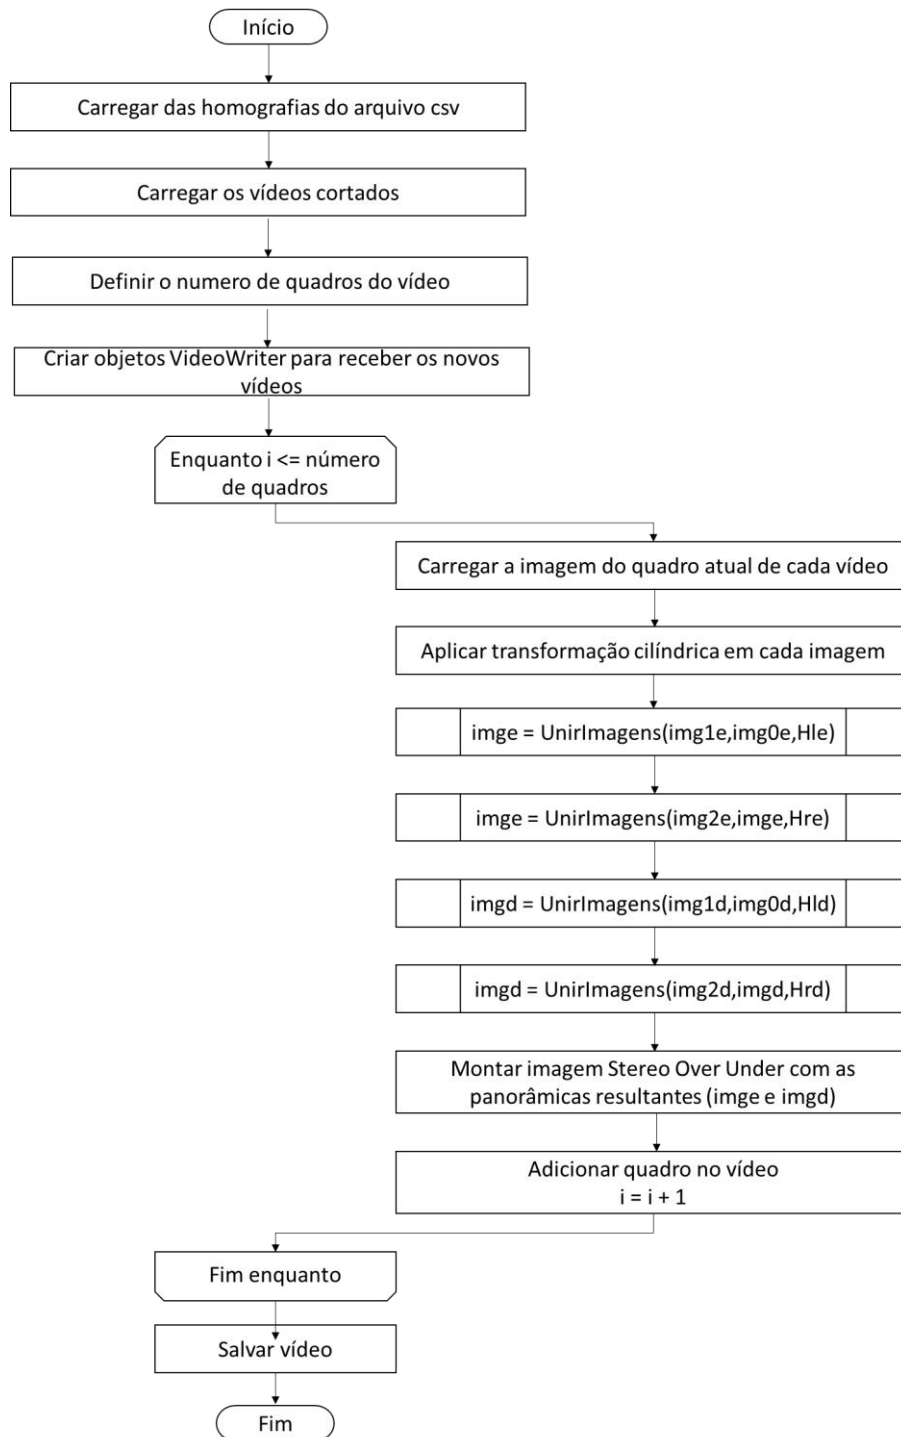 Início
Carregar das homografias do arquivo csv
Carregar os vídeos cortados
Definir o numero de quadros do vídeo
Criar objetos VideoWriter para receber os novos
vídeos
Enquanto i <= número
de quadros
Carregar a imagem do quadro atual de cada vídeo
Aplicar transformação cilíndrica em cada imagem
imge = UnirImagens(img1e,img0e,Hle)
imge = UnirImagens(img2e,imge,Hre)
imgd = UnirImagens(img1d,img0d,Hld)
imgd = UnirImagens(img2d,imgd,Hrd)
Montar imagem Stereo Over Under com as
panorâmicas resultantes (imge e imgd)
Adicionar quadro no vídeo
i = i + 1
Fim enquanto
Salvar vídeo
Fim